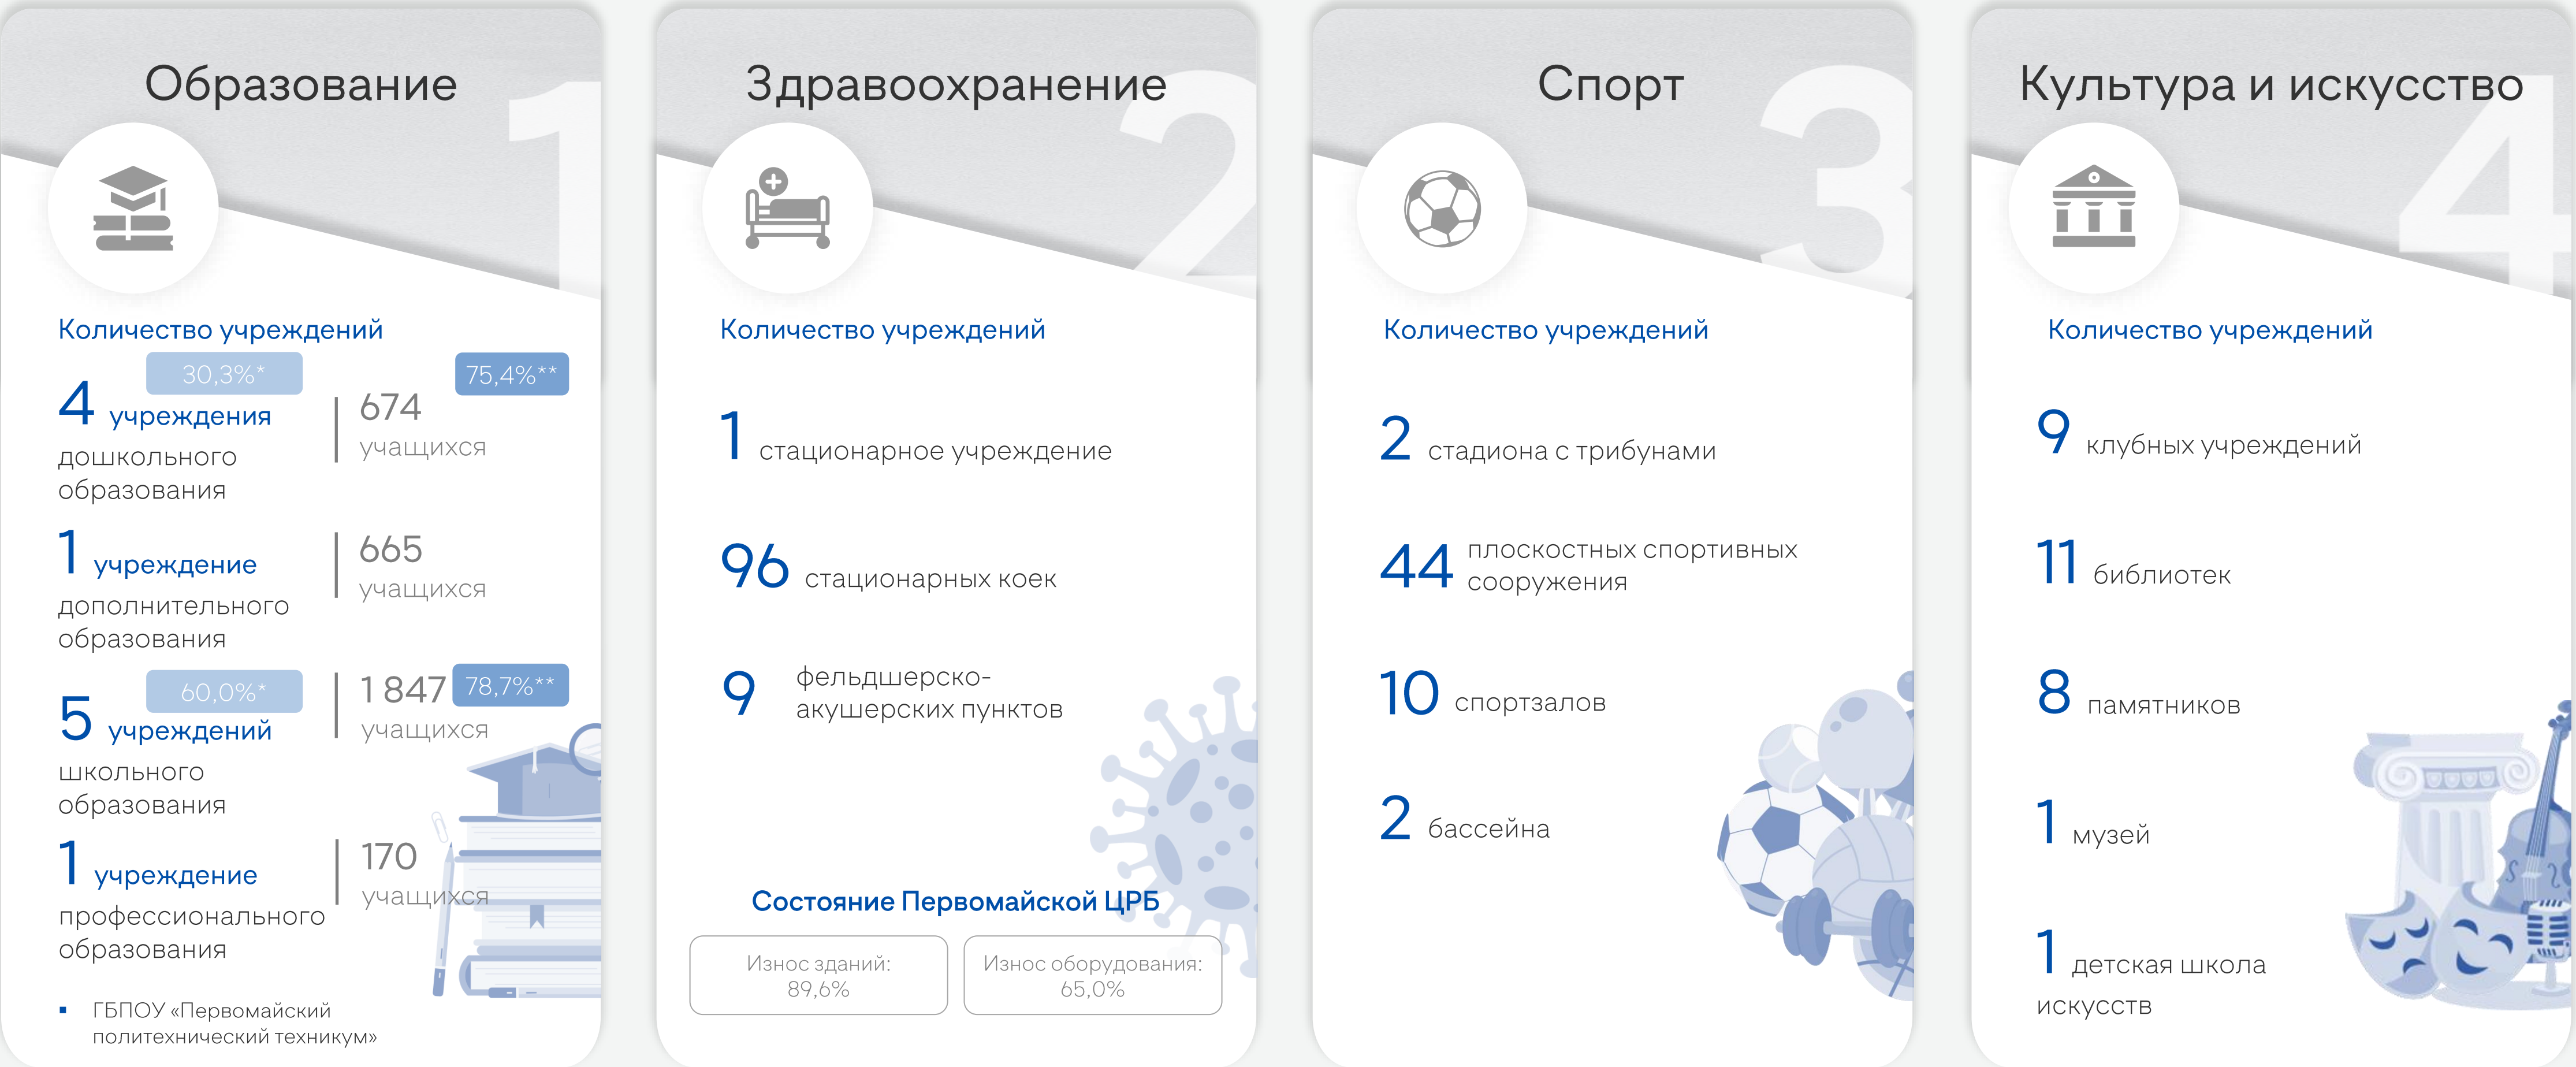 Образование
1
Количество учреждений
30,3%*
75,4%**
4 учреждения
дошкольного
образования
674
учащихся
1 учреждение
дополнительного
образования
665
учащихся
60,0%*
5 учреждений
школьного
образования
1 847
78,7%**
учащихся
1 учреждение
профессионального
образования
170
учащихся
▪ ГБПОУ «Первомайский
политехнический техникум»
Здравоохранение
2
Количество учреждений
1 стационарное учреждение
96 стационарных коек
9 фельдшерско-
акушерских пунктов
Состояние Первомайской ЦРБ
Износ зданий:
89,6%
Износ оборудования:
65,0%
Спорт
3
Количество учреждений
2 стадиона с трибунами
44 плоскостных спортивных
сооружения
10 спортзалов
2 бассейна
Культура и искусство
4
Количество учреждений
9 клубных учреждений
11 библиотек
8 памятников
1 музей
1 детская школа
искусств